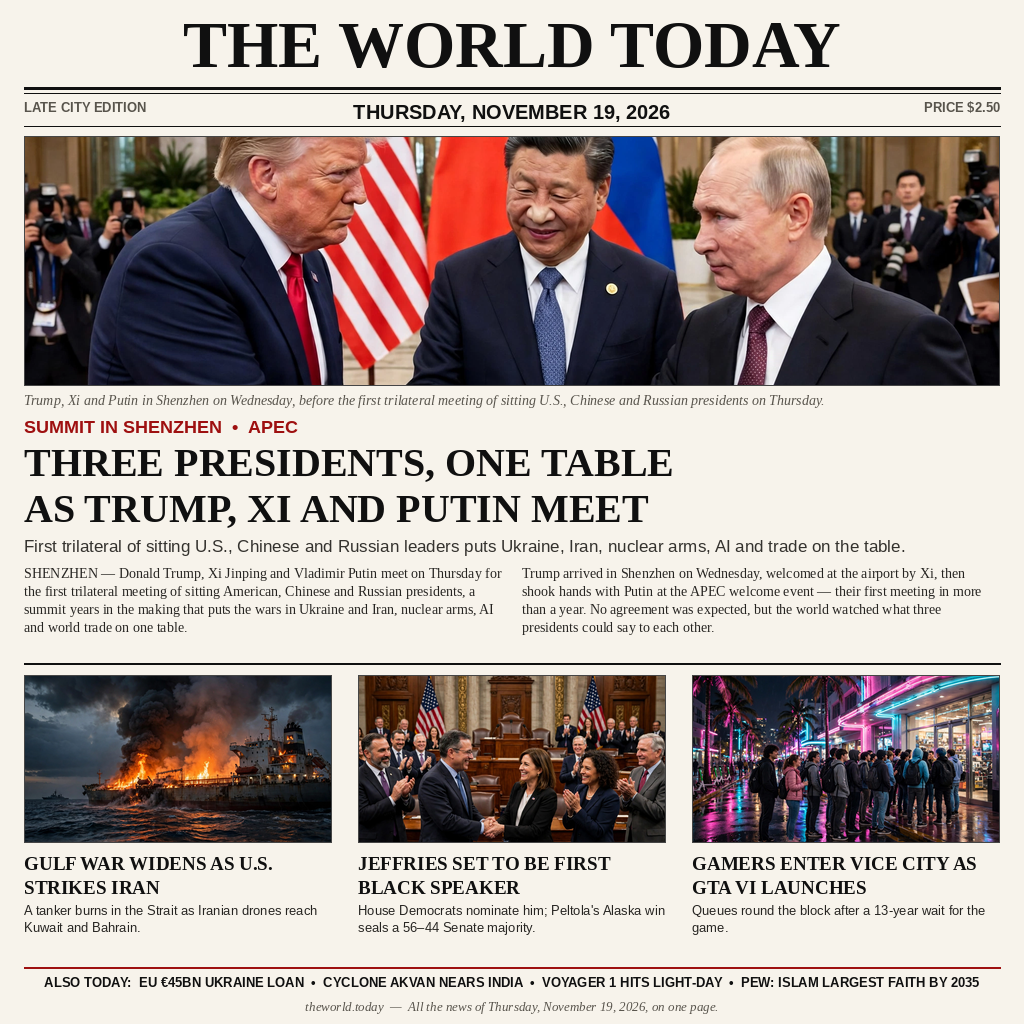 THE WORLD TODAY
LATE CITY EDITION
THURSDAY, NOVEMBER 19, 2026
PRICE $2.50
Trump, Xi and Putin in Shenzhen on Wednesday, before the first trilateral meeting of sitting U.S., Chinese and Russian presidents on Thursday.
SUMMIT IN SHENZHEN • APEC
THREE PRESIDENTS, ONE TABLE
AS TRUMP, XI AND PUTIN MEET
First trilateral of sitting U.S., Chinese and Russian leaders puts Ukraine, Iran, nuclear arms, AI and trade on the table.
SHENZHEN — Donald Trump, Xi Jinping and Vladimir Putin meet on Thursday for
the first trilateral meeting of sitting American, Chinese and Russian presidents, a
summit years in the making that puts the wars in Ukraine and Iran, nuclear arms, AI
and world trade on one table.
Trump arrived in Shenzhen on Wednesday, welcomed at the airport by Xi, then
shook hands with Putin at the APEC welcome event — their first meeting in more
than a year. No agreement was expected, but the world watched what three
presidents could say to each other.
GULF WAR WIDENS AS U.S.
STRIKES IRAN
A tanker burns in the Strait as Iranian drones reach
Kuwait and Bahrain.
JEFFRIES SET TO BE FIRST
BLACK SPEAKER
House Democrats nominate him; Peltola's Alaska win
seals a 56–44 Senate majority.
GAMERS ENTER VICE CITY AS
GTA VI LAUNCHES
Queues round the block after a 13-year wait for the
game.
ALSO TODAY: EU €45BN UKRAINE LOAN • CYCLONE AKVAN NEARS INDIA • VOYAGER 1 HITS LIGHT-DAY • PEW: ISLAM LARGEST FAITH BY 2035
theworld.today — All the news of Thursday, November 19, 2026, on one page.